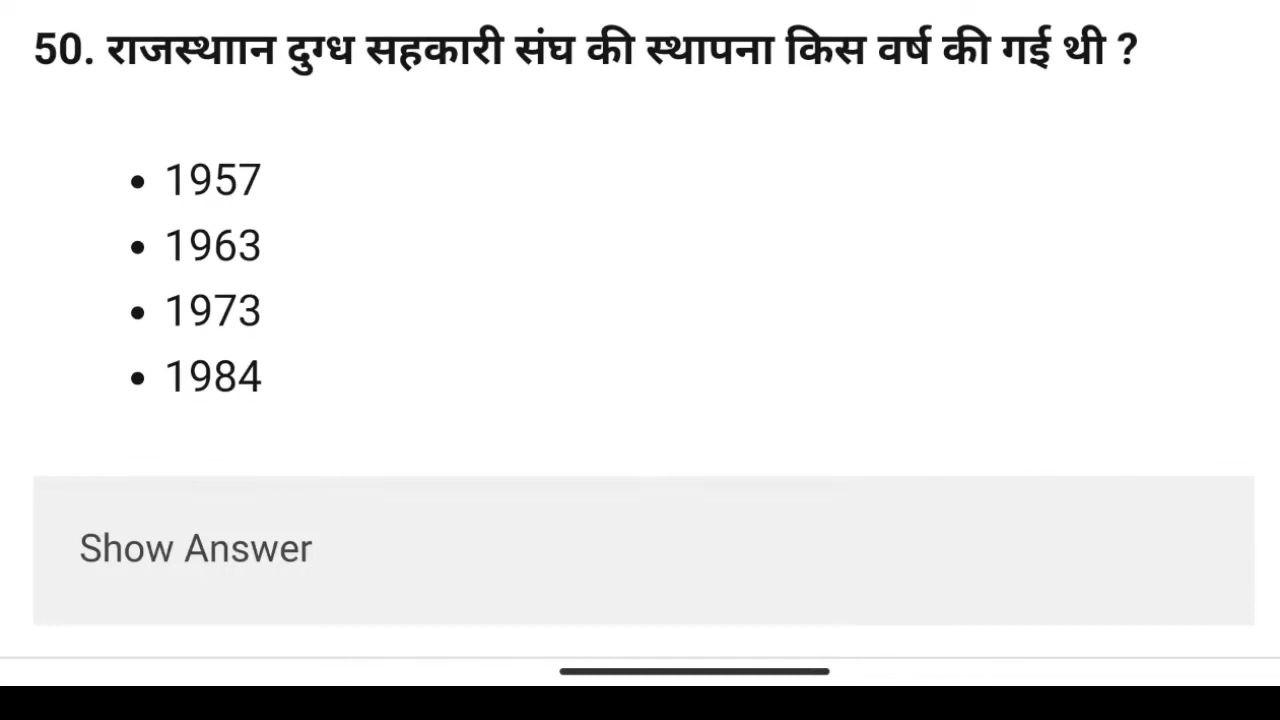 50. राजस्थाान दुग्ध सहकारी संघ की स्थापना किस वर्ष की गई थी ?
• 1957
• 1963
• 1973
• 1984
Show Answer